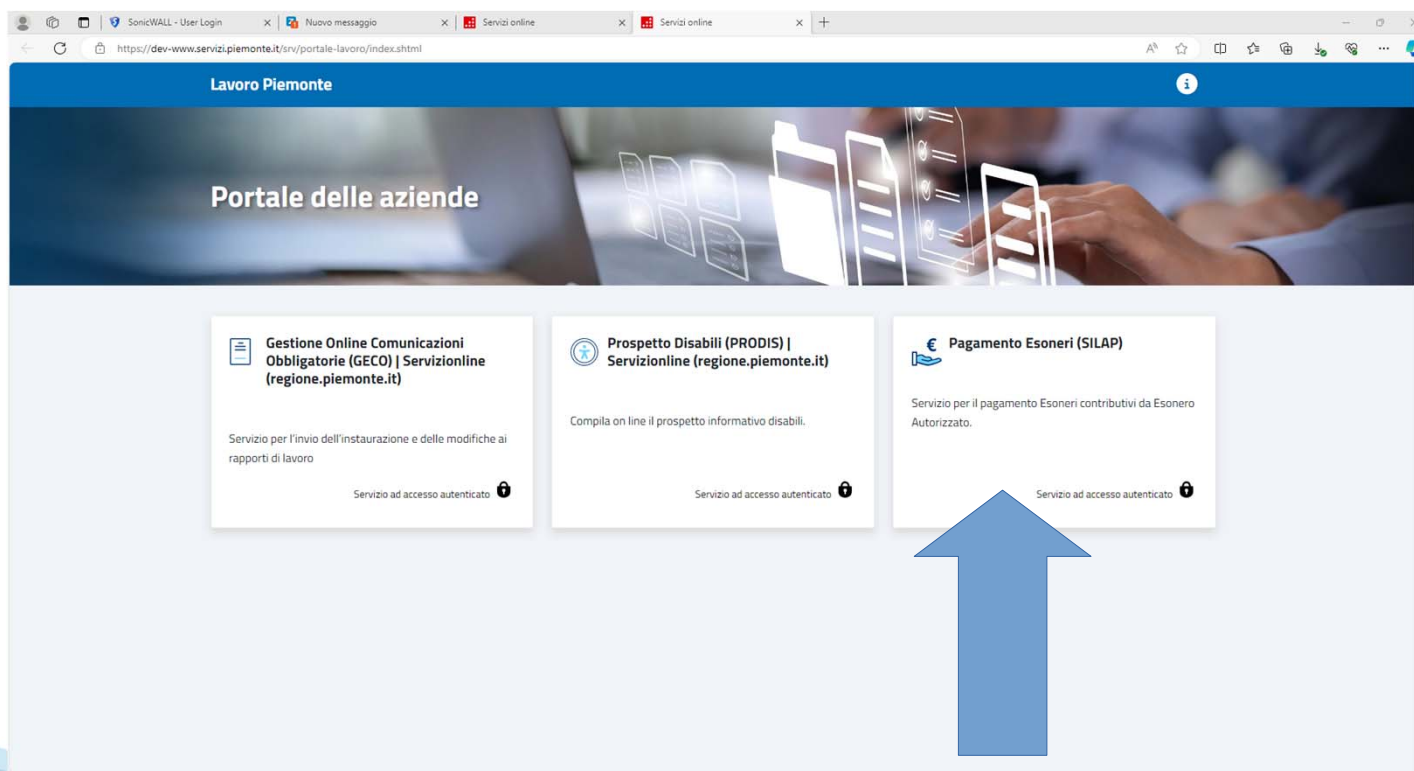 SonicWALL - User Login
Nuovo messaggio
Servizi online
Servizi online
https://dev-www.servizi.piemonte.it/srv/portale-lavoro/index.shtml
Lavoro Piemonte
Portale delle aziende
Gestione Online Comunicazioni
Obbligatorie (GECO) | Servizionline
(regione.piemonte.it)
Servizio per l'invio dell'instaurazione e delle modifiche ai
rapporti di lavoro
Servizio ad accesso autenticato
Prospetto Disabili (PRODIS) |
Servizionline (regione.piemonte.it)
Compila on line il prospetto informativo disabili.
Servizio ad accesso autenticato
€ Pagamento Esoneri (SILAP)
Servizio per il pagamento Esoneri contributivi da Esonero
Autorizzato.
Servizio ad accesso autenticato